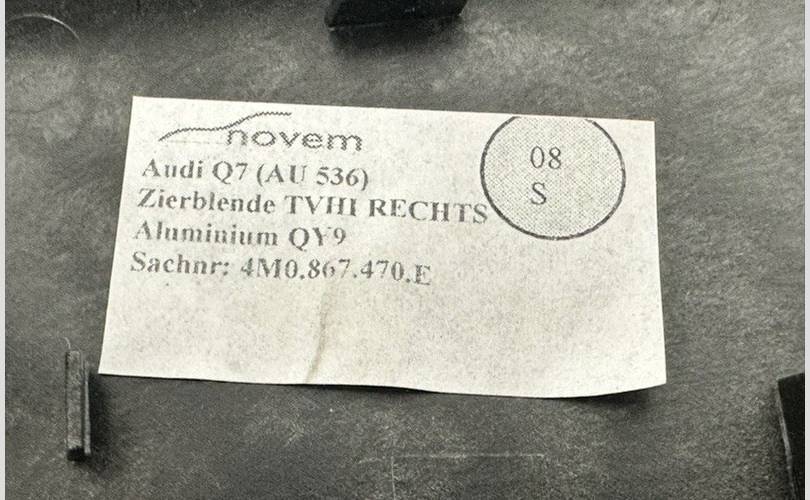 novem
08
S
Audi Q7 (AU 536)
Zierblende TVHI RECHTS
Aluminium QY9
Sachnr: 4M0.867.470.E